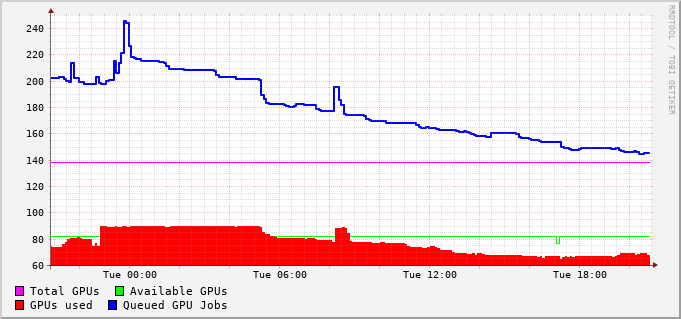 240
220
200
180
160
140
120
100
80
60
Tue 00:00 Tue 06:00 Tue 12:00 Tue 18:00
Total GPUs Available GPUs
GPUs used Queued GPU Jobs
RRDTOOL / TOBI OETIKER